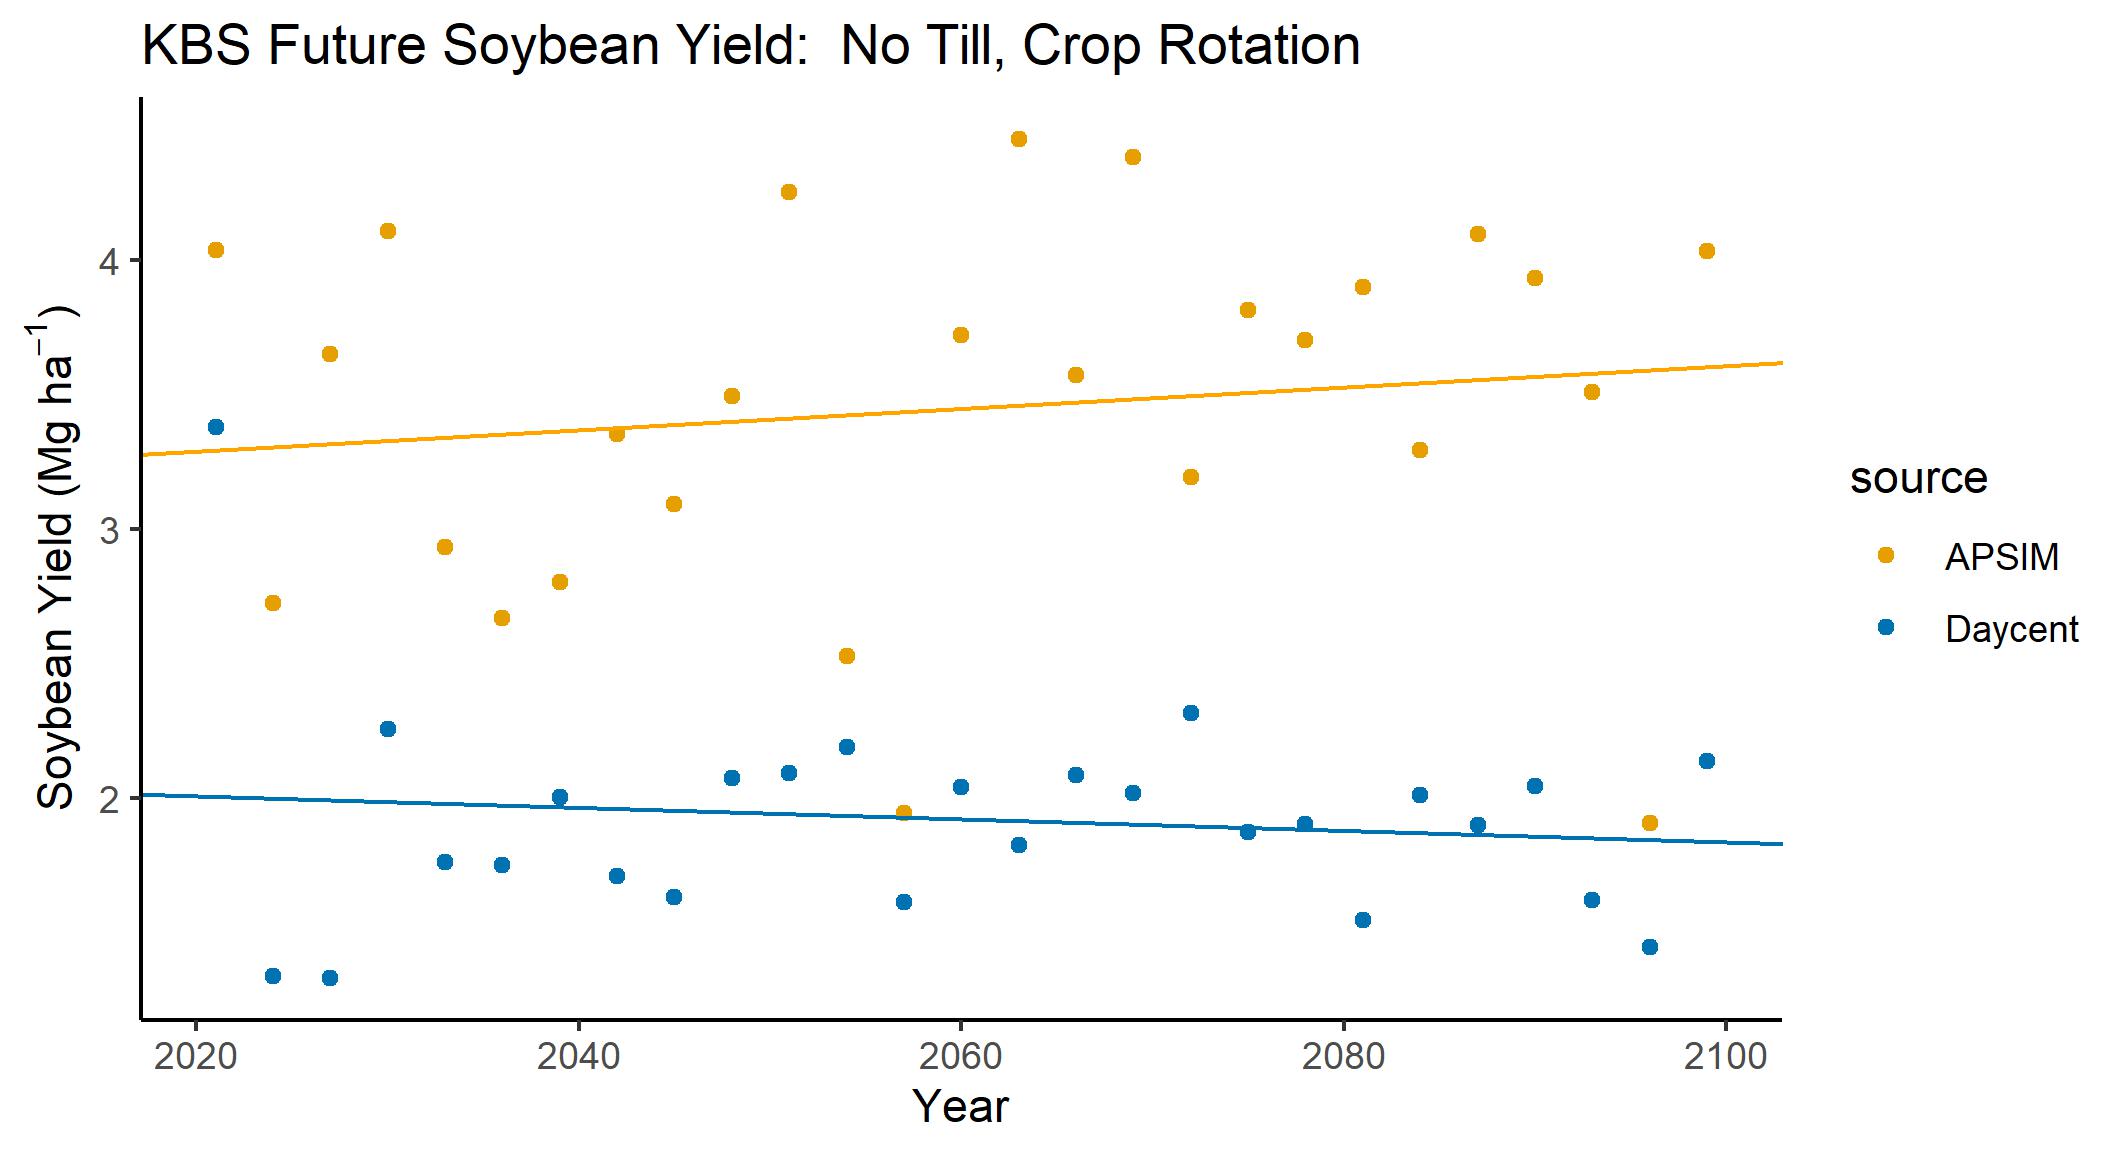 KBS Future Soybean Yield:  No Till, Crop Rotation
Soybean Yield (Mg ha⁻¹)
4
3
2
2020 2040 2060 2080 2100
Year
source
APSIM
Daycent